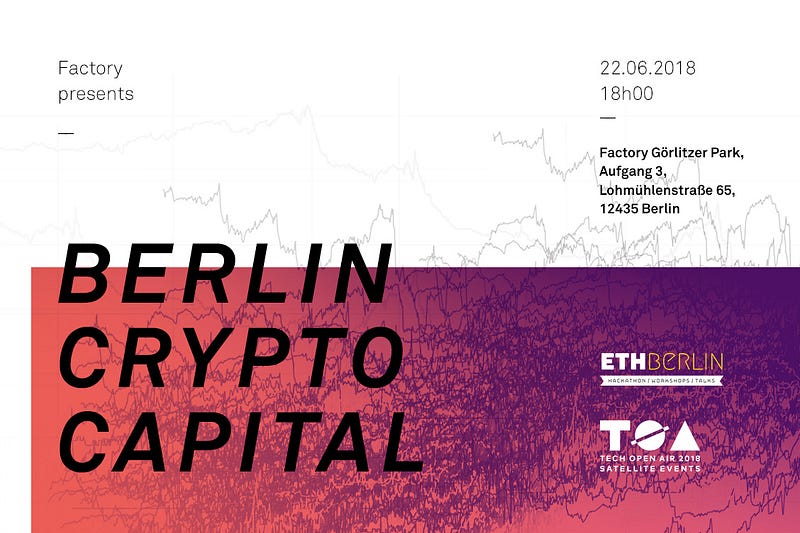 Factory
presents
—
22.06.2018
18h00
—
Factory Görlitzer Park,
Aufgang 3,
Lohmühlenstraße 65,
12435 Berlin
BERLIN
CRYPTO
CAPITAL
ETHBERLIN
HACKATHON / WORKSHOPS / TALKS
TOA
TECH OPEN AIR 2018
SATELLITE EVENTS